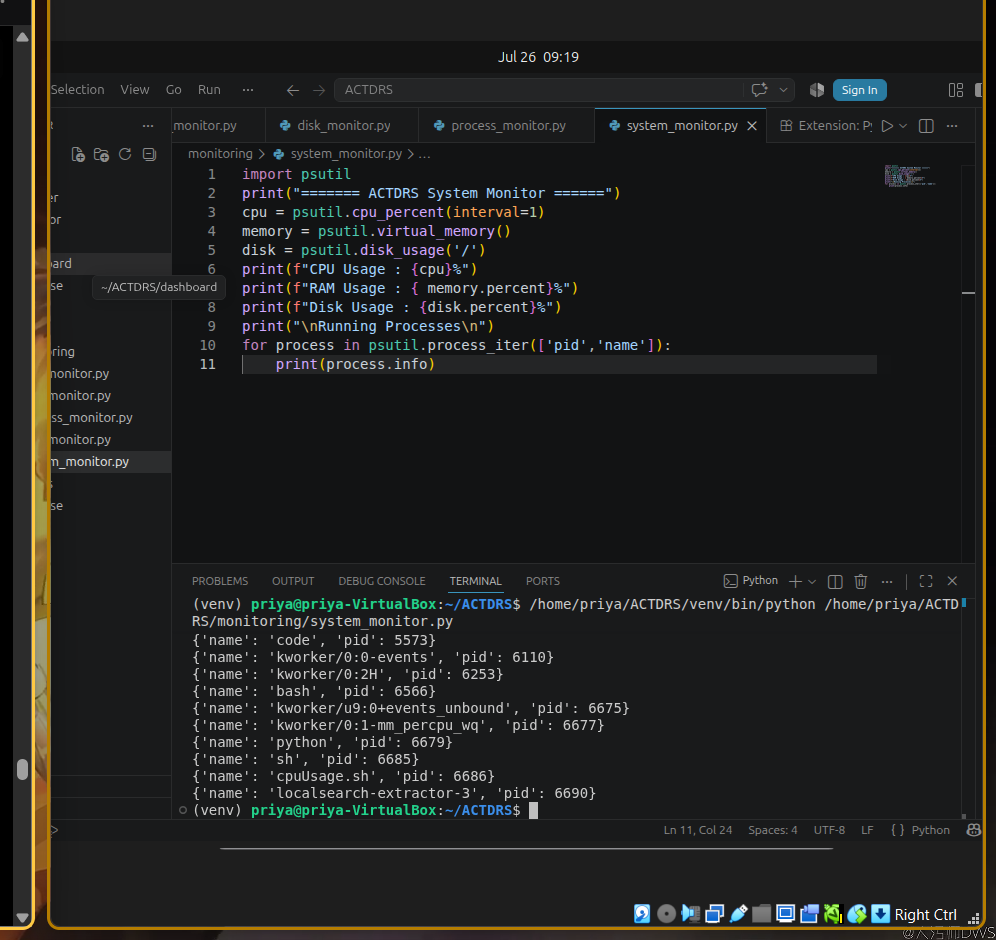 Jul 26 09:19
Selection View Go Run ··· ACTDRS Sign In
monitor.py disk_monitor.py process_monitor.py system_monitor.py Extension: Py
monitoring > system_monitor.py > ...
1 import psutil
2 print("======= ACTDRS System Monitor ======")
3 cpu = psutil.cpu_percent(interval=1)
4 memory = psutil.virtual_memory()
5 disk = psutil.disk_usage('/')
6 print(f"CPU Usage : {cpu}%")
print(f"RAM Usage : { memory.percent}%")
8 print(f"Disk Usage : {disk.percent}%")
9 print("\nRunning Processes\n")
10 for process in psutil.process_iter(['pid','name']):
11 print(process.info)
er
or
ard
se
~/ACTDRS/dashboard
ring
monitor.py
monitor.py
ss_monitor.py
monitor.py
m_monitor.py
s
se
PROBLEMS OUTPUT DEBUG CONSOLE TERMINAL PORTS Python
(venv) priya@priya-VirtualBox:~/ACTDRS$ /home/priya/ACTDRS/venv/bin/python /home/priya/ACTD
RS/monitoring/system_monitor.py
{'name': 'code', 'pid': 5573}
{'name': 'kworker/0:0-events', 'pid': 6110}
{'name': 'kworker/0:2H', 'pid': 6253}
{'name': 'bash', 'pid': 6566}
{'name': 'kworker/u9:0+events_unbound', 'pid': 6675}
{'name': 'kworker/0:1-mm_percpu_wq', 'pid': 6677}
{'name': 'python', 'pid': 6679}
{'name': 'sh', 'pid': 6685}
{'name': 'cpuUsage.sh', 'pid': 6686}
{'name': 'localsearch-extractor-3', 'pid': 6690}
(venv) priya@priya-VirtualBox:~/ACTDRS$
Ln 11, Col 24 Spaces: 4 UTF-8 LF { } Python
Right Ctrl